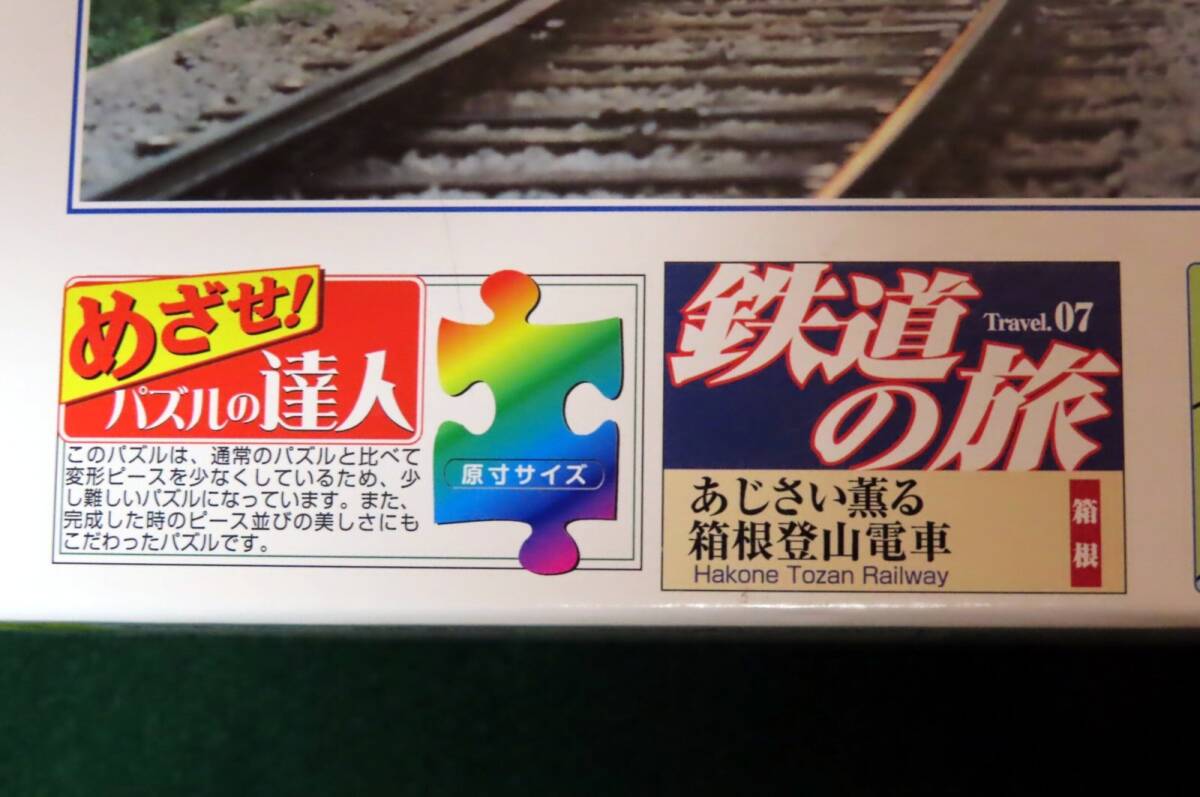 めざせ!
パズルの達人
このパズルは、通常のパズルと比べて
変形ピースを少なくしているため、少
し難しいパズルになっています。また、
完成した時のピース並びの美しさにも
こだわったパズルです。
原寸サイズ
鉄道
Travel.07
の旅
あじさい薫る
箱根登山電車
Hakone Tozan Railway
箱根